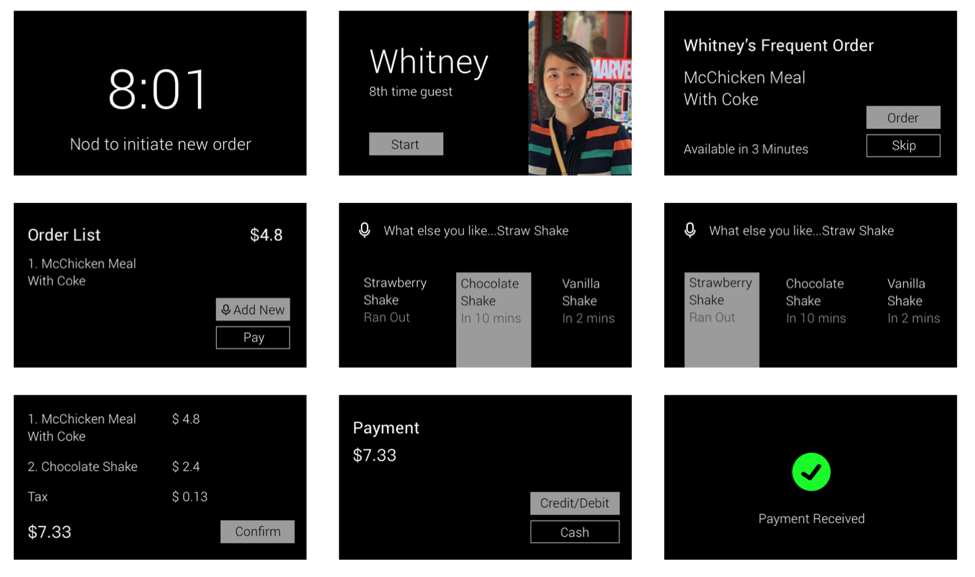 8:01
Nod to initiate new order
Whitney
8th time guest
Start
MARVE
Whitney's Frequent Order
McChicken Meal
With Coke
Order
Available in 3 Minutes
Skip
Order List
$4.8
1. McChicken Meal
With Coke
Add New
Pay
What else you like...Straw Shake
Strawberry
Shake
Ran Out
Chocolate
Shake
In 10 mins
Vanilla
Shake
In 2 mins
What else you like...Straw Shake
Strawberry
Shake
Ran Out
Chocolate
Shake
In 10 mins
Vanilla
Shake
In 2 mins
1. McChicken Meal
With Coke
$ 4.8
2. Chocolate Shake
$ 2.4
Tax
$ 0.13
$7.33
Confirm
Payment
$7.33
Credit/Debit
Cash
Payment Received